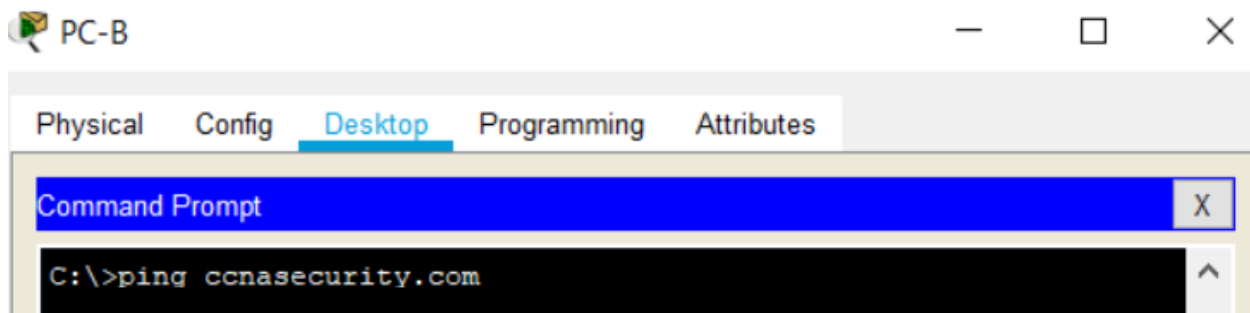 PC-B
Physical Config Desktop Programming Attributes
Command Prompt X
C:\>ping ccnasecurity.com